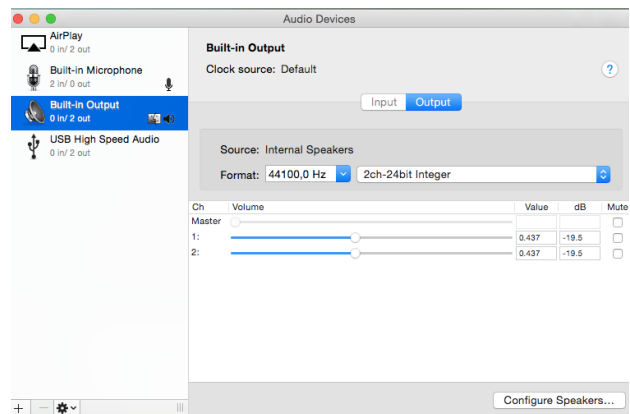 Audio Devices
AirPlay
0 in/ 2 out
Built-in Microphone
2 in/ 0 out
Built-in Output
0 in/ 2 out
USB High Speed Audio
0 in/ 2 out
Built-in Output
Clock source: Default
?
Input Output
Source: Internal Speakers
Format: 44100,0 Hz 2ch-24bit Integer
Ch Volume Value dB Mute
Master
1: 0.437 -19.5
2: 0.437 -19.5
Configure Speakers...